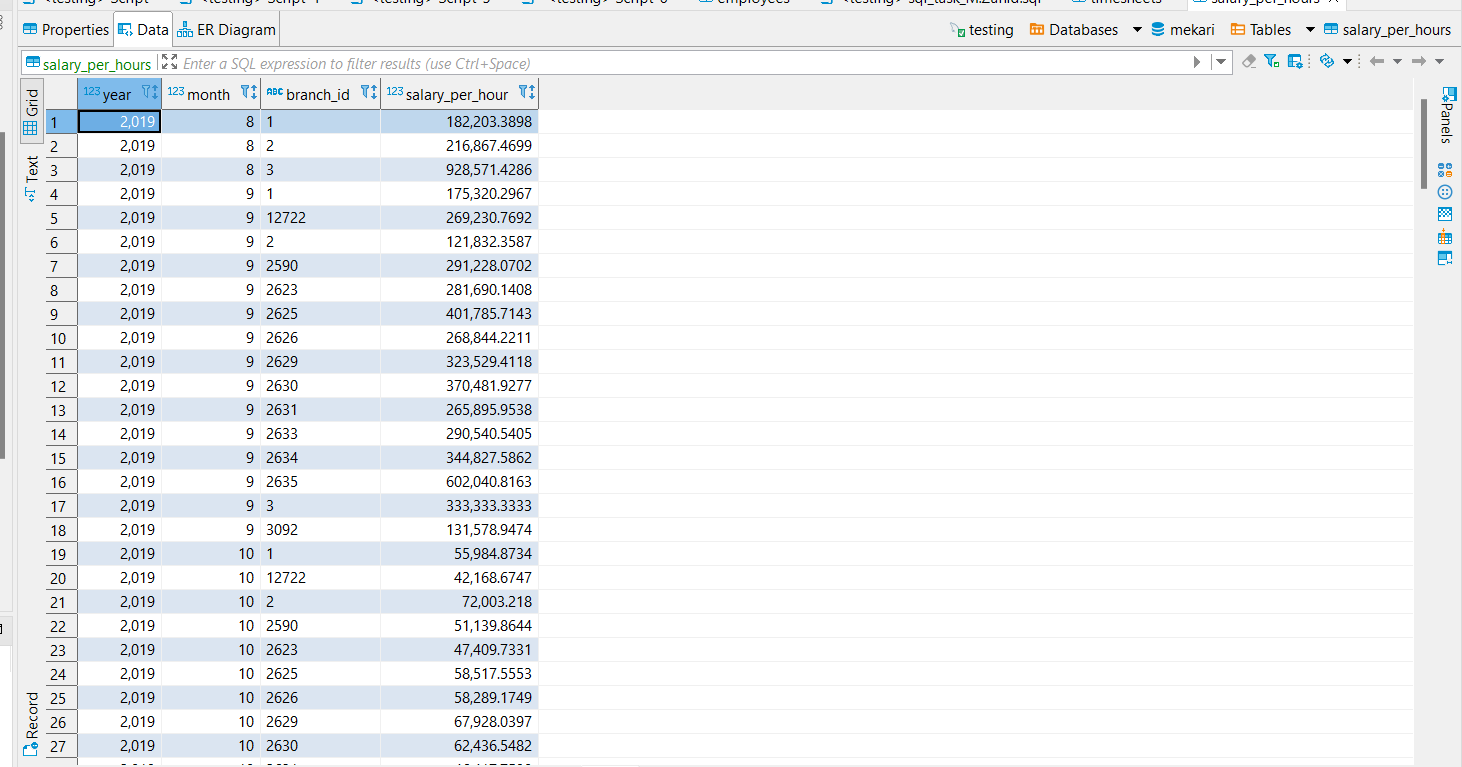 Properties Data ER Diagram testing Databases mekari Tables salary_per_hours
salary_per_hours Enter a SQL expression to filter results (use Ctrl+Space)
Grid
Text
Record
Panels
123 year 123 month ABC branch_id 123 salary_per_hour
1 2,019 8 1 182,203.3898
2 2,019 8 2 216,867.4699
3 2,019 8 3 928,571.4286
4 2,019 9 1 175,320.2967
5 2,019 9 12722 269,230.7692
6 2,019 9 2 121,832.3587
7 2,019 9 2590 291,228.0702
8 2,019 9 2623 281,690.1408
9 2,019 9 2625 401,785.7143
10 2,019 9 2626 268,844.2211
11 2,019 9 2629 323,529.4118
12 2,019 9 2630 370,481.9277
13 2,019 9 2631 265,895.9538
14 2,019 9 2633 290,540.5405
15 2,019 9 2634 344,827.5862
16 2,019 9 2635 602,040.8163
17 2,019 9 3 333,333.3333
18 2,019 9 3092 131,578.9474
19 2,019 10 1 55,984.8734
20 2,019 10 12722 42,168.6747
21 2,019 10 2 72,003.218
22 2,019 10 2590 51,139.8644
23 2,019 10 2623 47,409.7331
24 2,019 10 2625 58,517.5553
25 2,019 10 2626 58,289.1749
26 2,019 10 2629 67,928.0397
27 2,019 10 2630 62,436.5482